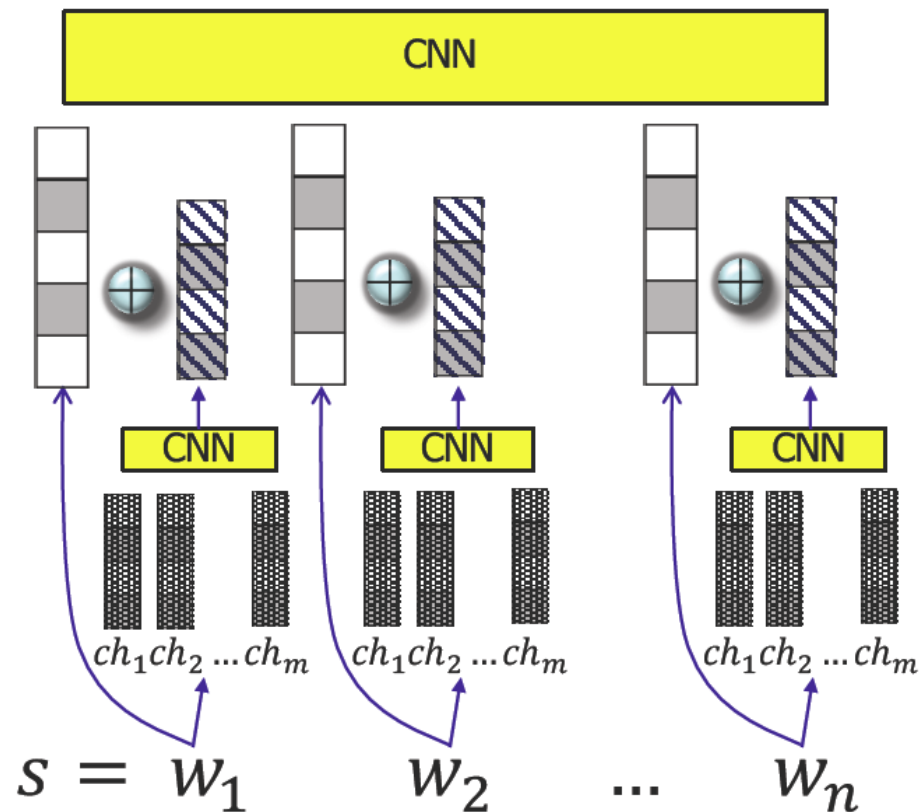 CNN
CNN CNN CNN
ch₁ch₂ ... chₘ ch₁ch₂ ... chₘ ch₁ch₂ ... chₘ
s = w₁ w₂ ... wₙ